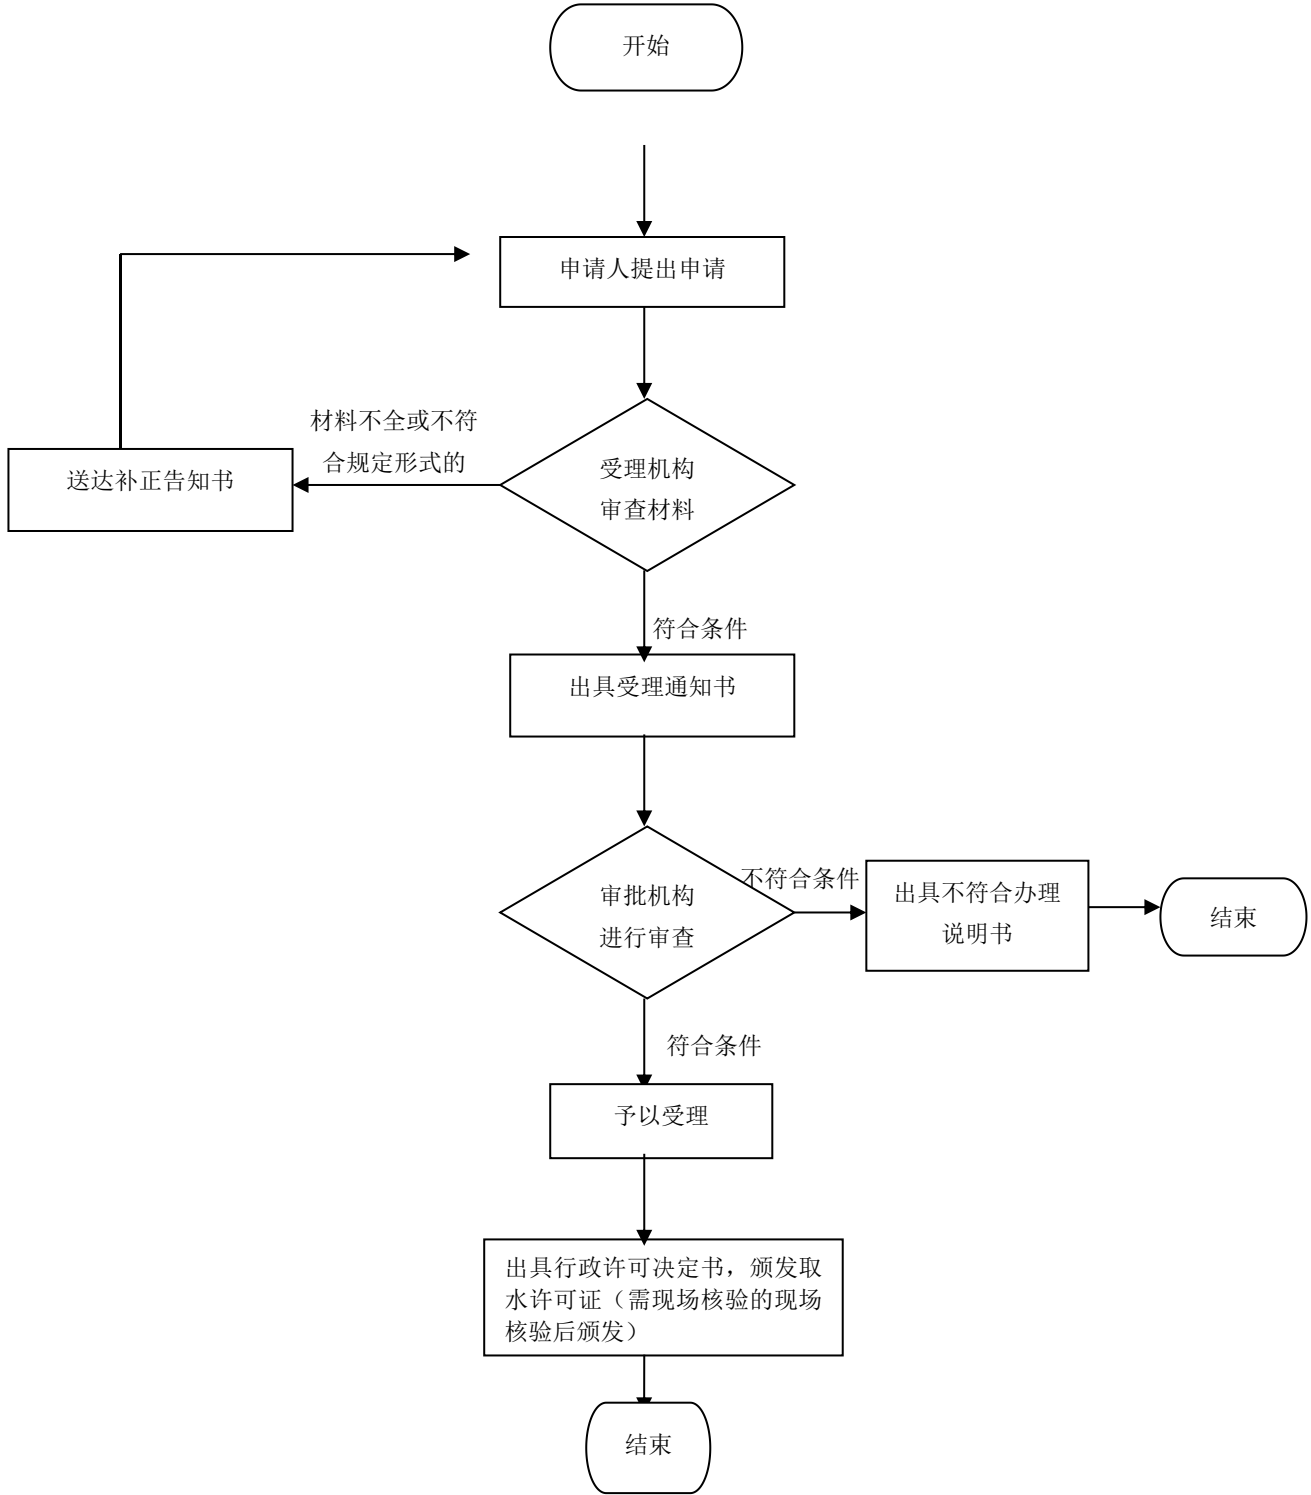 开始
申请人提出申请
材料不全或不符
合规定形式的
送达补正告知书
受理机构
审查材料
符合条件
出具受理通知书
审批机构
进行审查
不符合条件
出具不符合办理
说明书
结束
符合条件
予以受理
出具行政许可决定书，颁发取
水许可证（需现场核验的现场
核验后颁发）
结束